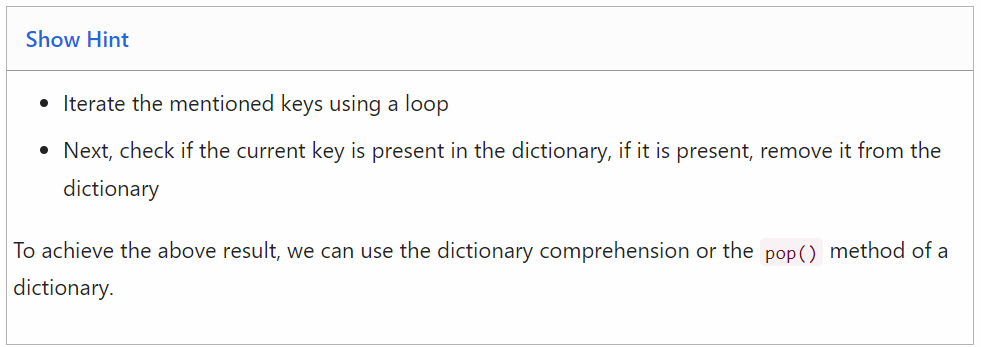 Show Hint
• Iterate the mentioned keys using a loop
• Next, check if the current key is present in the dictionary, if it is present, remove it from the
dictionary
To achieve the above result, we can use the dictionary comprehension or the pop() method of a
dictionary.